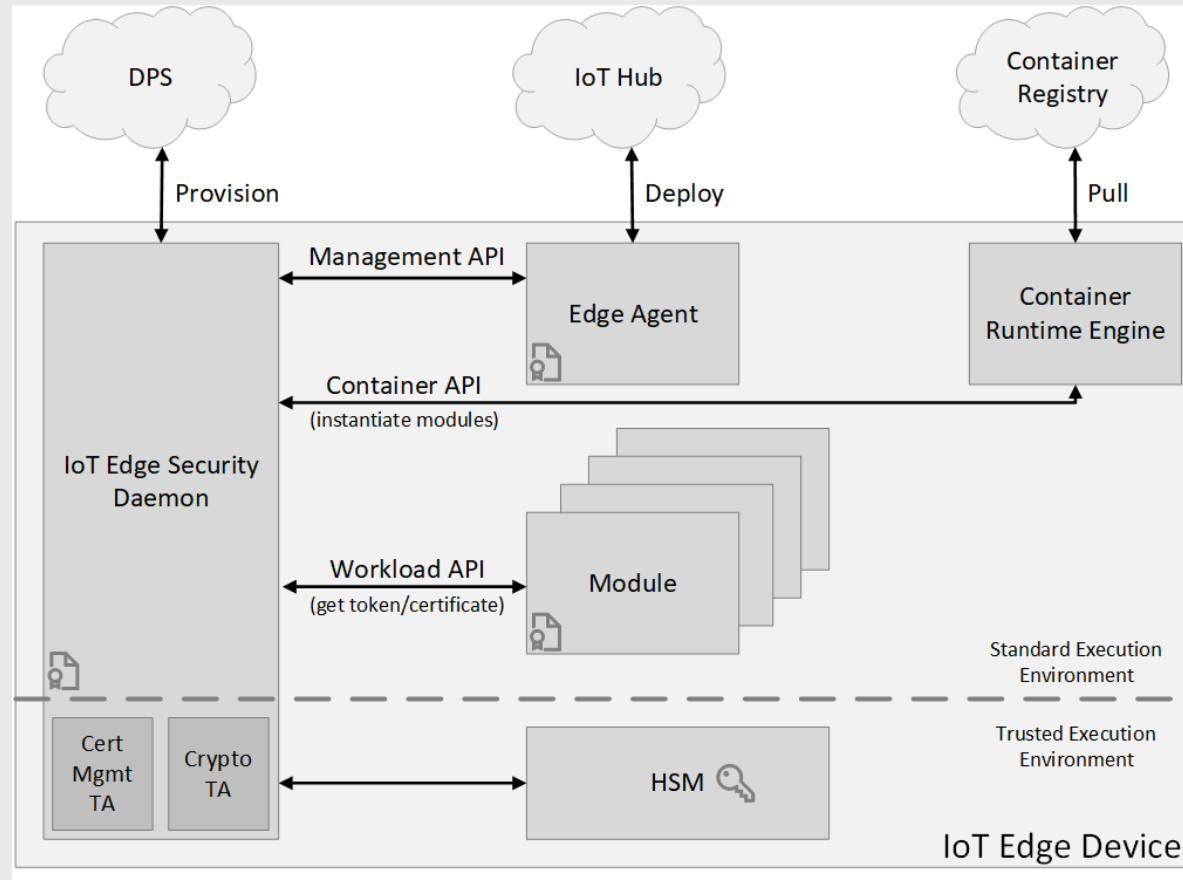 DPS
IoT Hub
Container
Registry
Provision
Deploy
Pull
Management API
Edge Agent
Container
Runtime Engine
Container API
(instantiate modules)
IoT Edge Security
Daemon
Workload API
(get token/certificate)
Module
Standard Execution
Environment
Trusted Execution
Environment
Cert
Mgmt
TA
Crypto
TA
HSM
IoT Edge Device